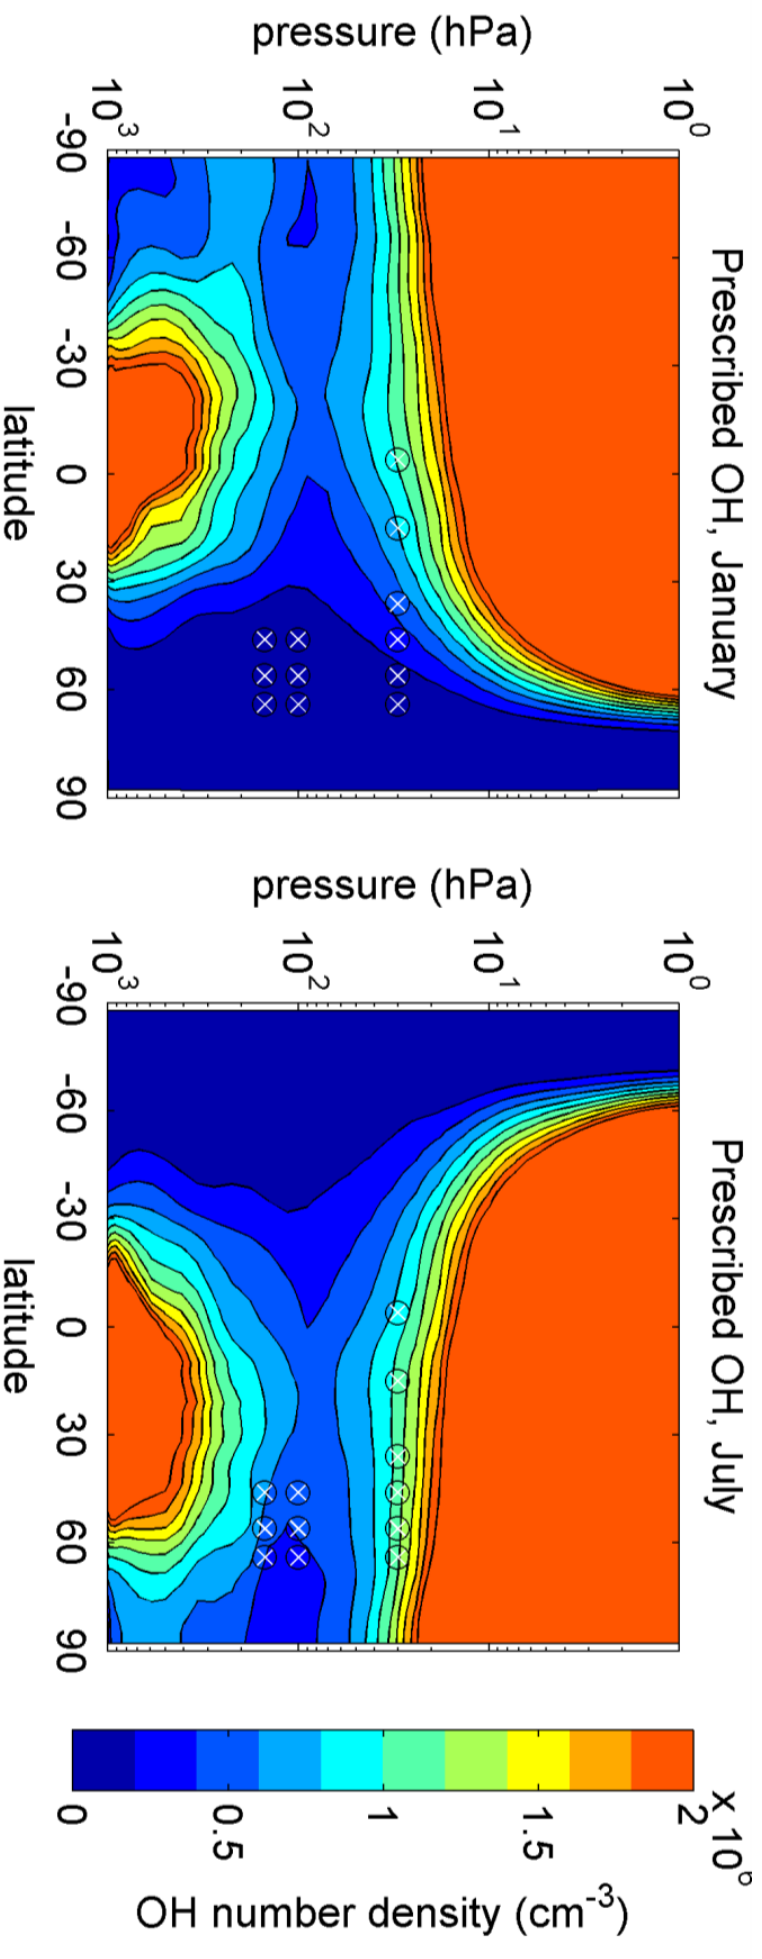 Prescribed OH, January
pressure (hPa)
10^0
10^1
10^2
10^3
-90 -60 -30 0 30 60 90
latitude
Prescribed OH, July
pressure (hPa)
10^0
10^1
10^2
10^3
-90 -60 -30 0 30 60 90
latitude
x 10^6
2
1.5
1
0.5
0
OH number density (cm^-3)